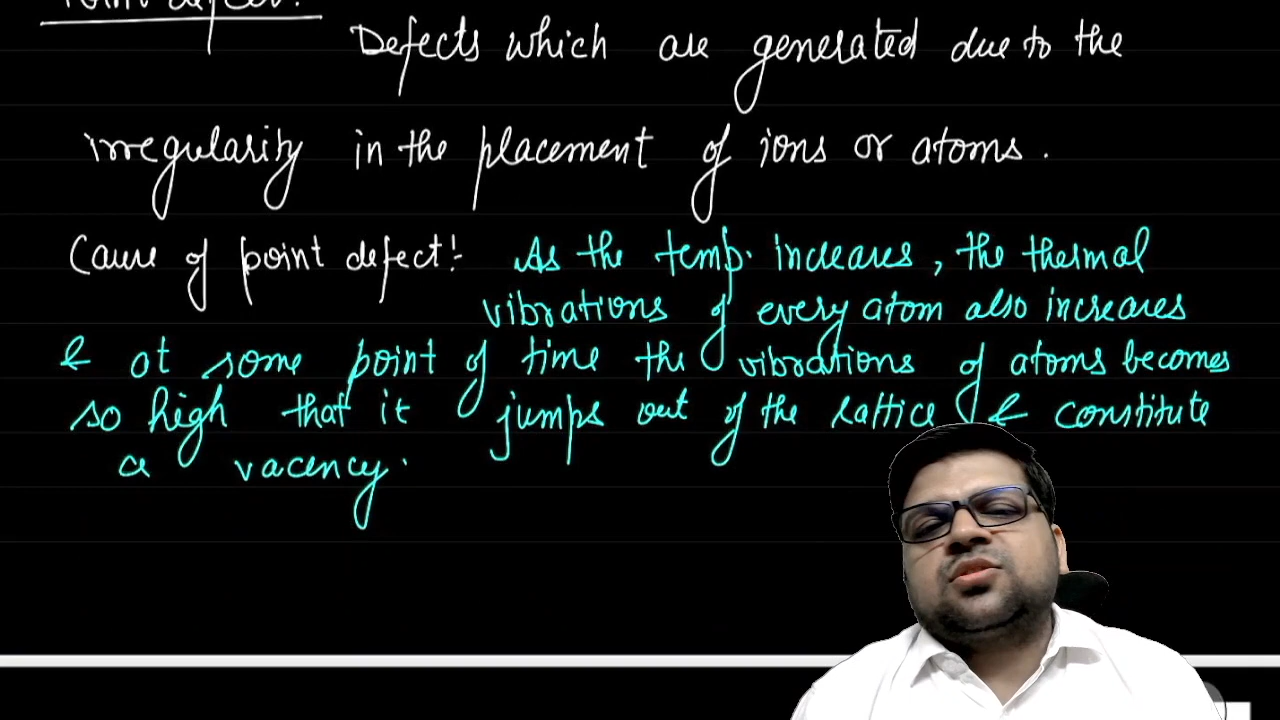 Point defect:
Defects which are generated due to the
irregularity in the placement of ions or atoms.
Cause of point defect:- As the temp. increases, the thermal
vibrations of every atom also increases
& at some point of time the vibrations of atoms becomes
so high that it jumps out of the lattice & constitute
a vacency.